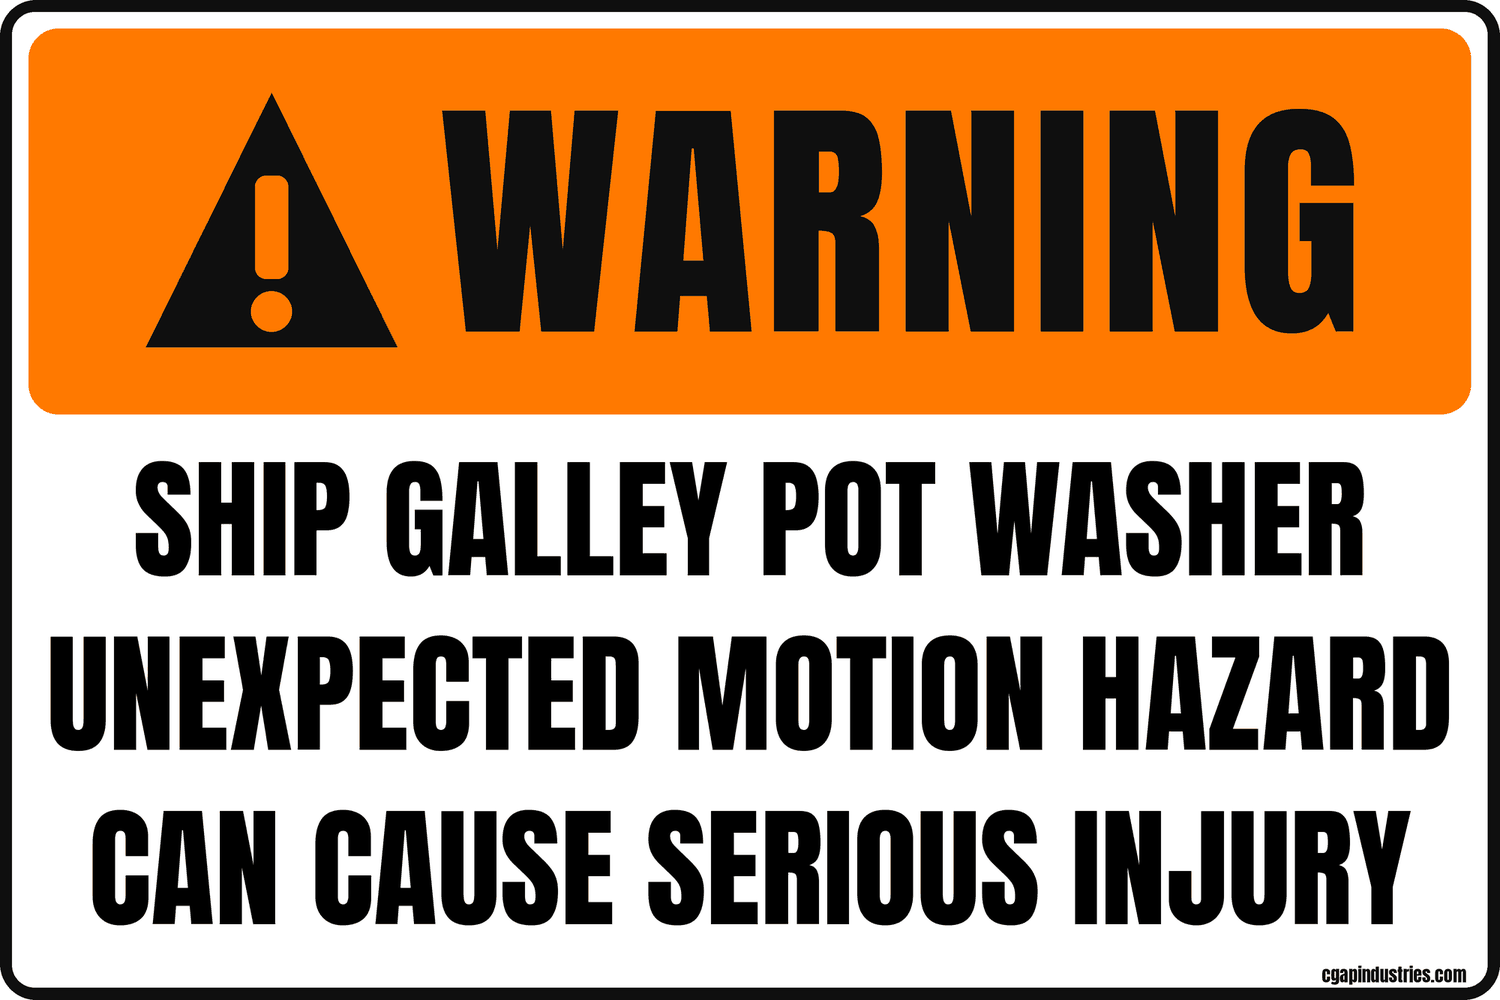 WARNING
SHIP GALLEY POT WASHER
UNEXPECTED MOTION HAZARD
CAN CAUSE SERIOUS INJURY
cgapindustries.com